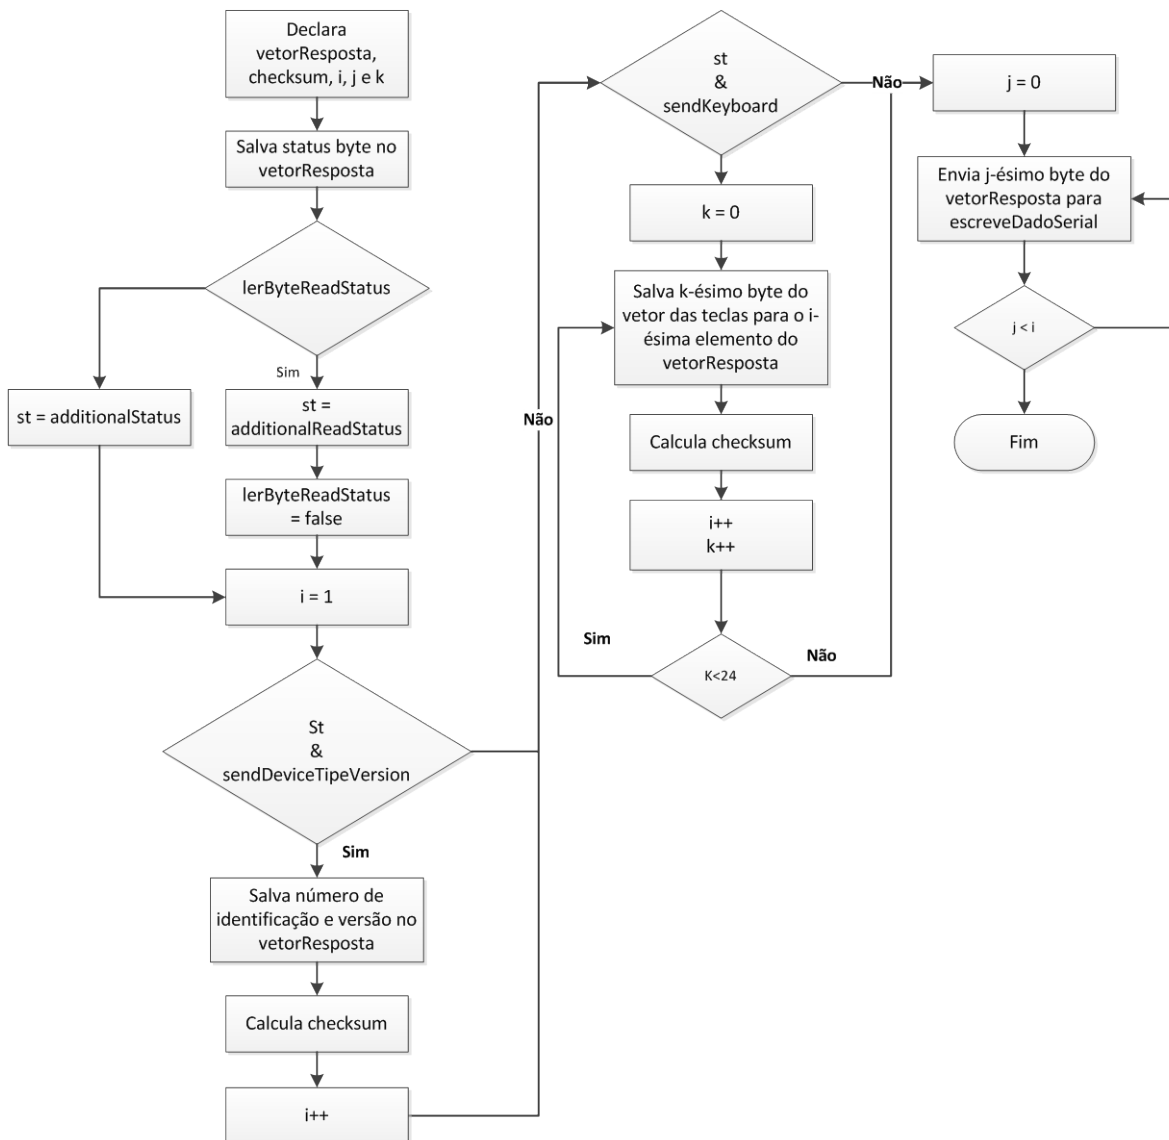 Declara
vetorResposta,
checksum, i, j e k
Salva status byte no
vetorResposta
lerByteReadStatus
Sim
st = additionalStatus
st =
additionalReadStatus
lerByteReadStatus
= false
i = 1
St
&
sendDeviceTipeVersion
Sim
Salva número de
identificação e versão no
vetorResposta
Calcula checksum
i++
Não
st
&
sendKeyboard
Não
k = 0
Salva k-ésimo byte do
vetor das teclas para o i-
ésima elemento do
vetorResposta
Calcula checksum
i++
k++
Sim
K<24
Não
j = 0
Envia j-ésimo byte do
vetorResposta para
escreveDadoSerial
j < i
Fim